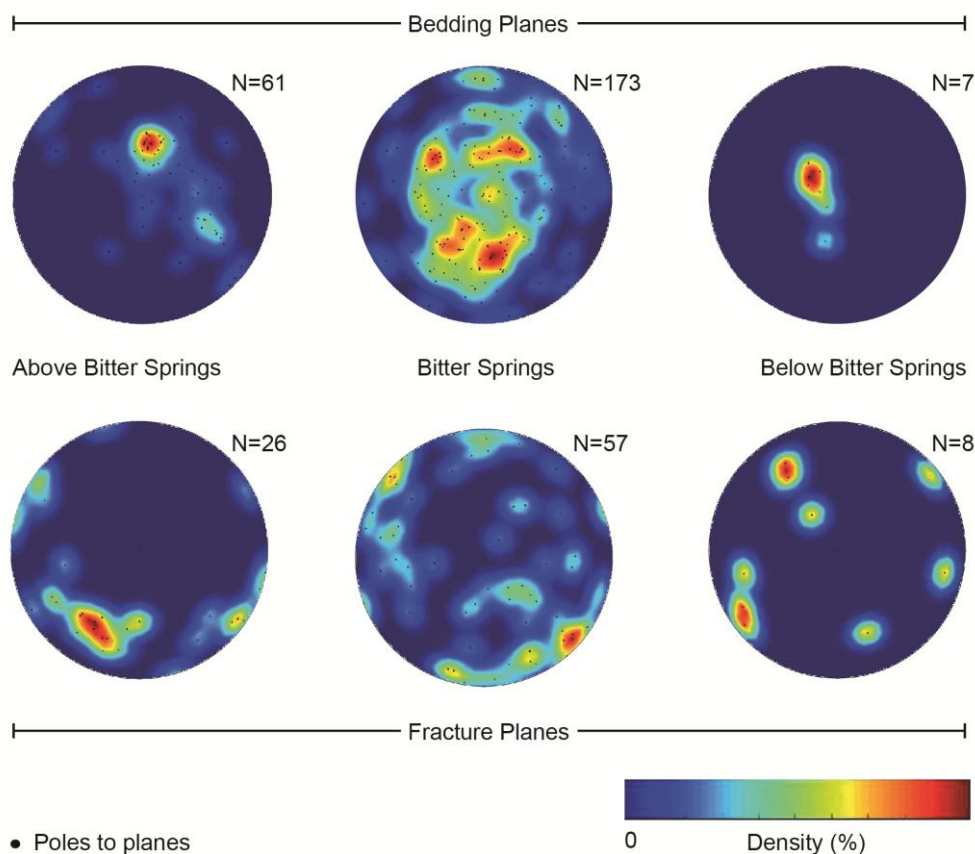 Bedding Planes
N=61
N=173
N=7
Above Bitter Springs
Bitter Springs
Below Bitter Springs
N=26
N=57
N=8
Fracture Planes
Poles to planes
0
Density (%)